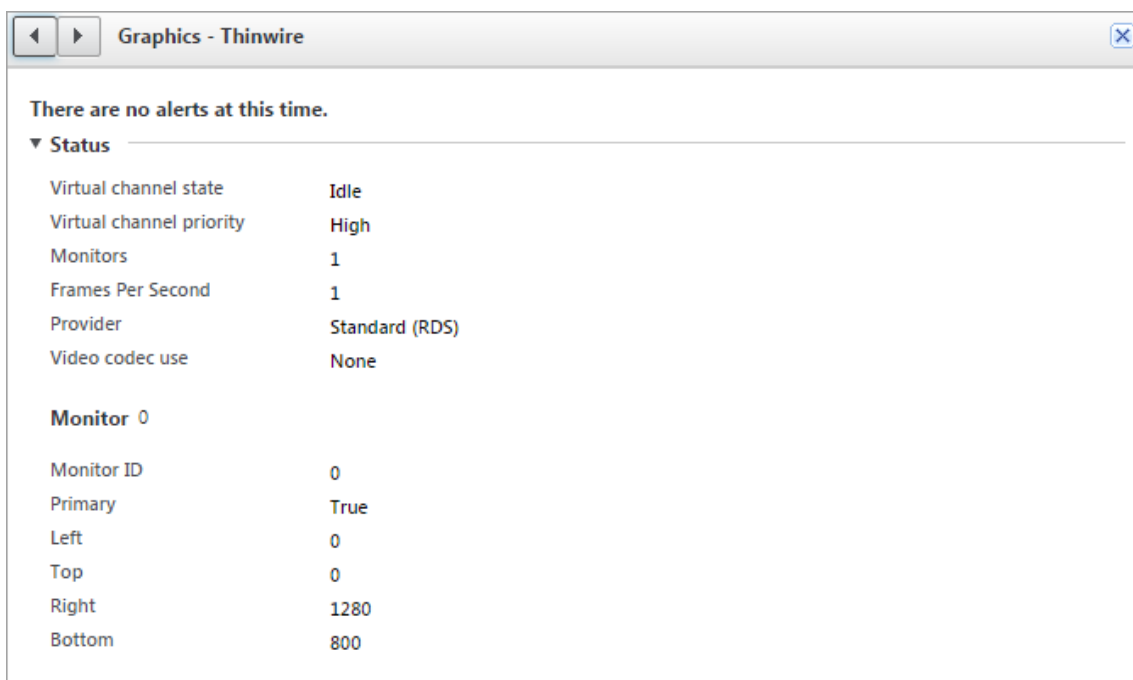 Graphics - Thinwire
There are no alerts at this time.
Status
Virtual channel state Idle
Virtual channel priority High
Monitors 1
Frames Per Second 1
Provider Standard (RDS)
Video codec use None
Monitor 0
Monitor ID 0
Primary True
Left 0
Top 0
Right 1280
Bottom 800